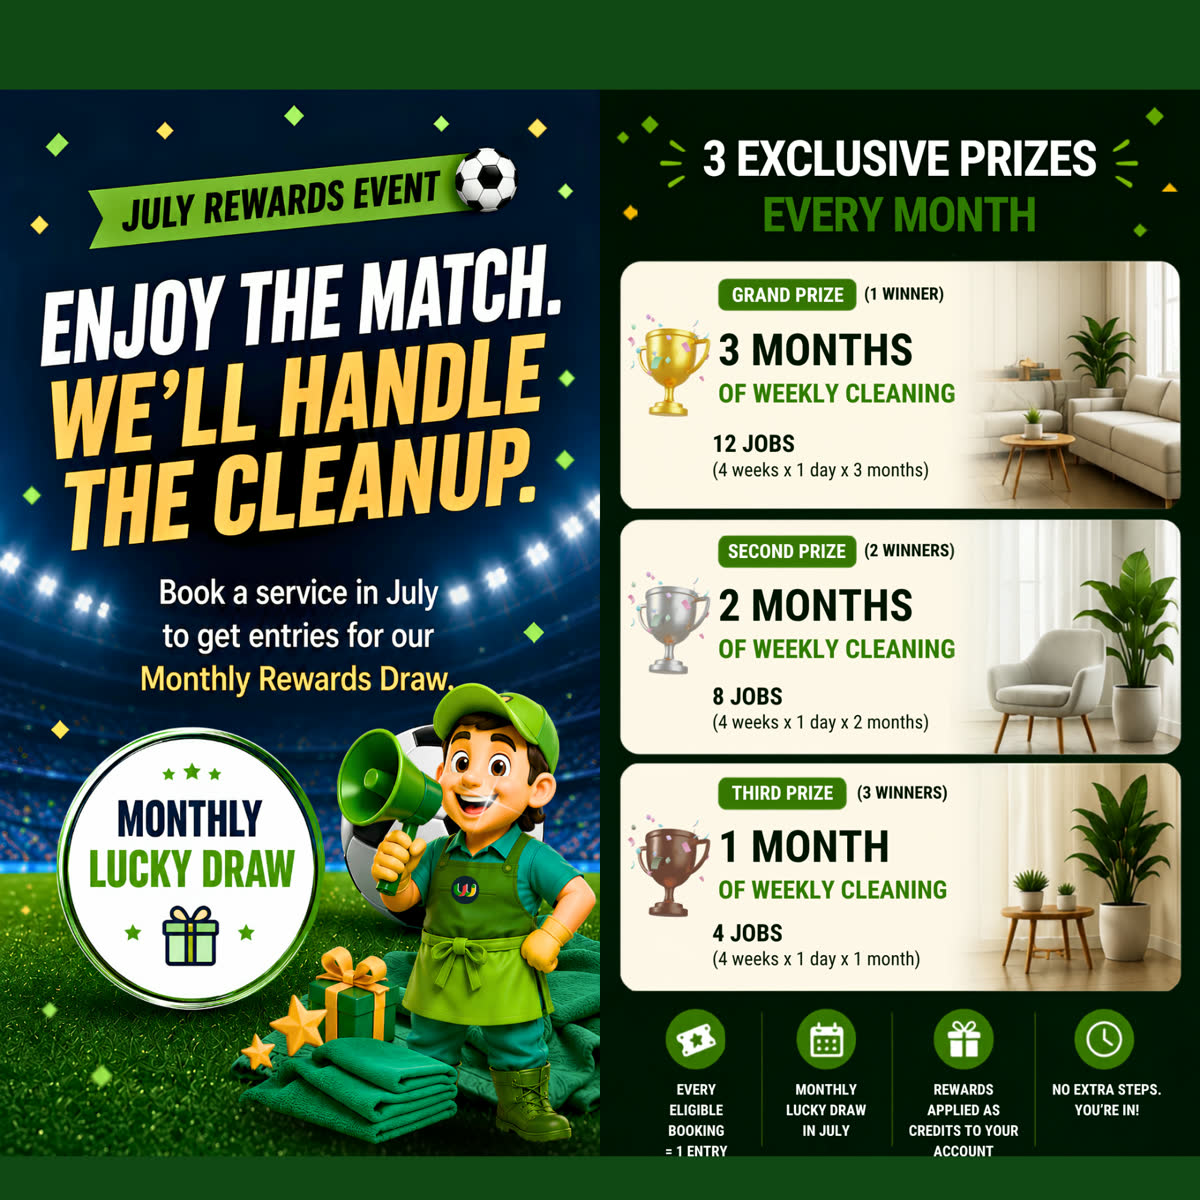 JULY REWARDS EVENT
ENJOY THE MATCH.
WE'LL HANDLE
THE CLEANUP.
Book a service in July
to get entries for our
Monthly Rewards Draw.
MONTHLY
LUCKY DRAW
3 EXCLUSIVE PRIZES
EVERY MONTH
GRAND PRIZE (1 WINNER)
3 MONTHS
OF WEEKLY CLEANING
12 JOBS
(4 weeks x 1 day x 3 months)
SECOND PRIZE (2 WINNERS)
2 MONTHS
OF WEEKLY CLEANING
8 JOBS
(4 weeks x 1 day x 2 months)
THIRD PRIZE (3 WINNERS)
1 MONTH
OF WEEKLY CLEANING
4 JOBS
(4 weeks x 1 day x 1 month)
EVERY
ELIGIBLE
BOOKING
= 1 ENTRY
MONTHLY
LUCKY DRAW
IN JULY
REWARDS
APPLIED AS
CREDITS TO YOUR
ACCOUNT
NO EXTRA STEPS.
YOU'RE IN!